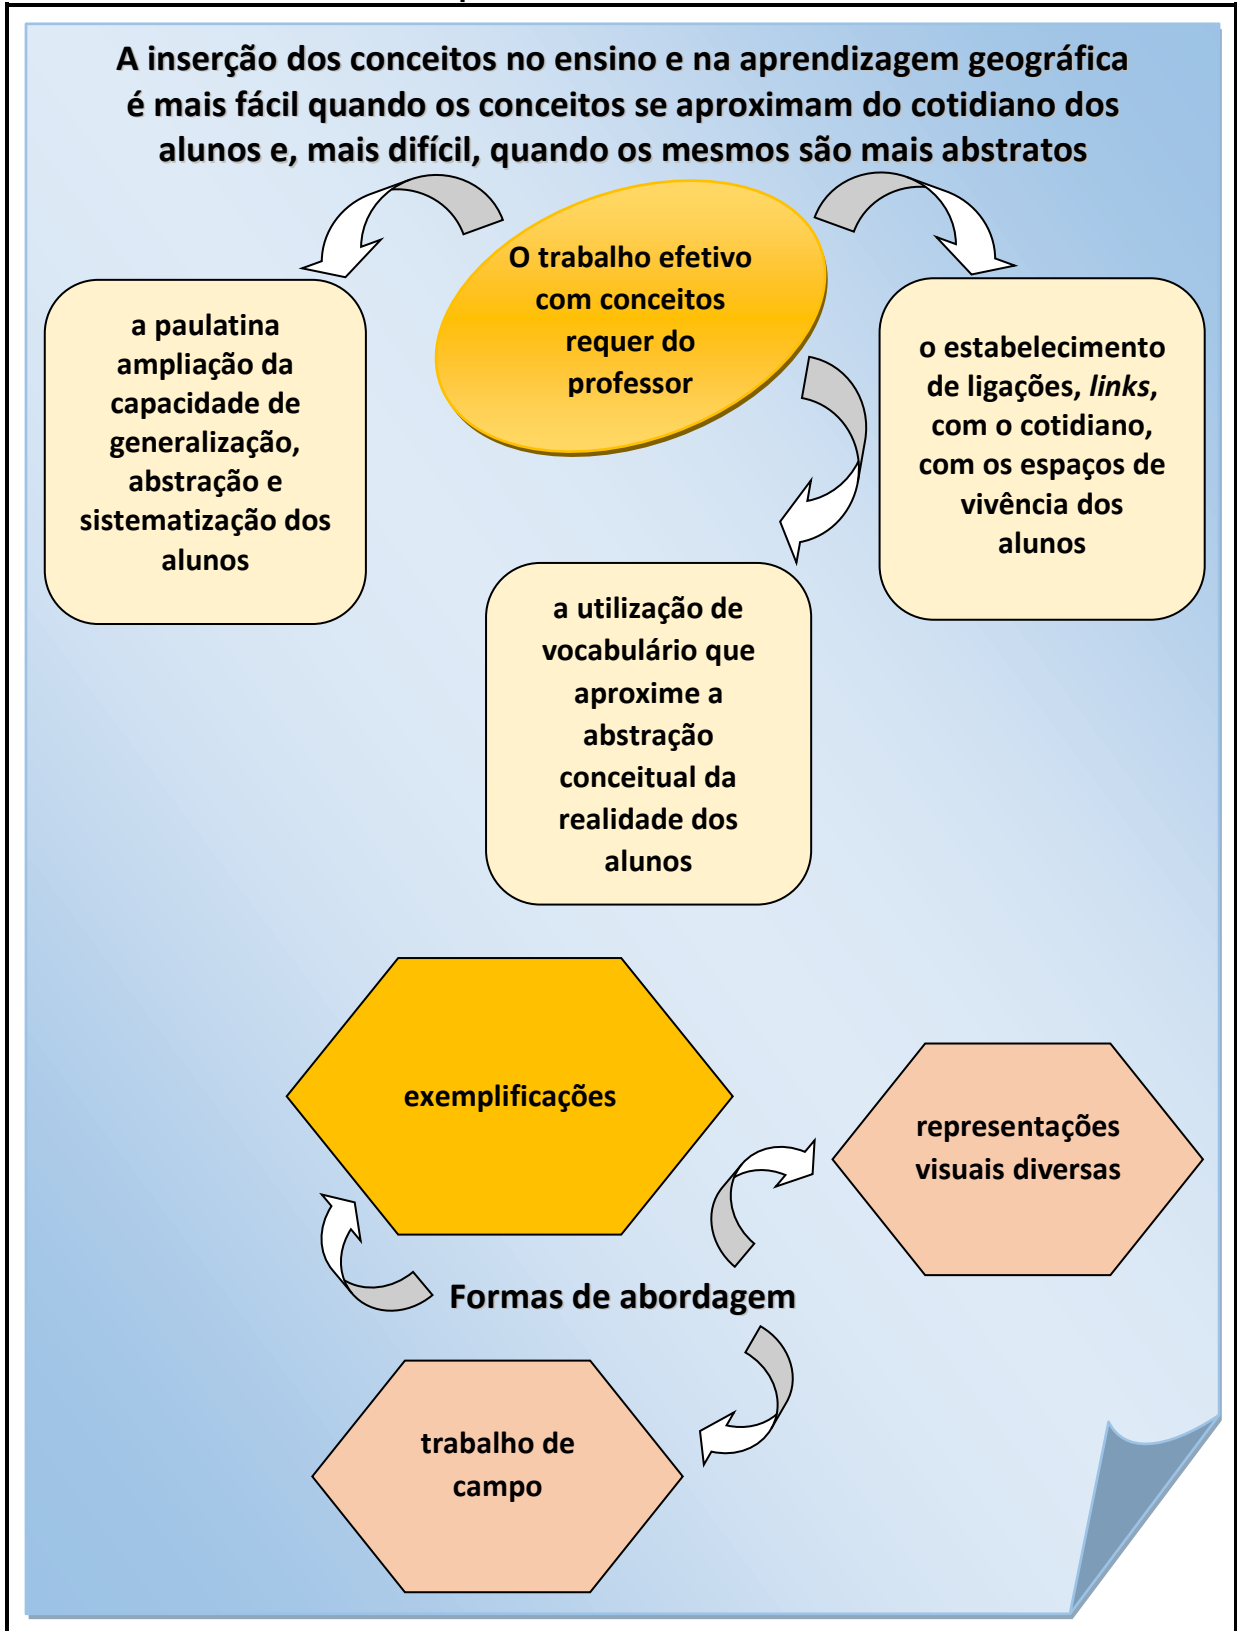 A inserção dos conceitos no ensino e na aprendizagem geográfica
é mais fácil quando os conceitos se aproximam do cotidiano dos
alunos e, mais difícil, quando os mesmos são mais abstratos
O trabalho efetivo
com conceitos
requer do
professor
a paulatina
ampliação da
capacidade de
generalização,
abstração e
sistematização dos
alunos
o estabelecimento
de ligações, links,
com o cotidiano,
com os espaços de
vivência dos
alunos
a utilização de
vocabulário que
aproxime a
abstração
conceitual da
realidade dos
alunos
exemplificações
representações
visuais diversas
Formas de abordagem
trabalho de
campo